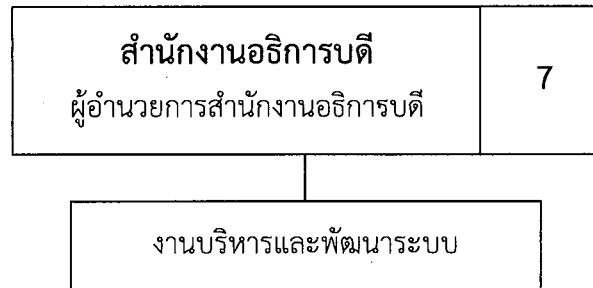 สำนักงานอธิการบดี
ผู้อำนวยการสำนักงานอธิการบดี
7
งานบริหารและพัฒนาระบบ